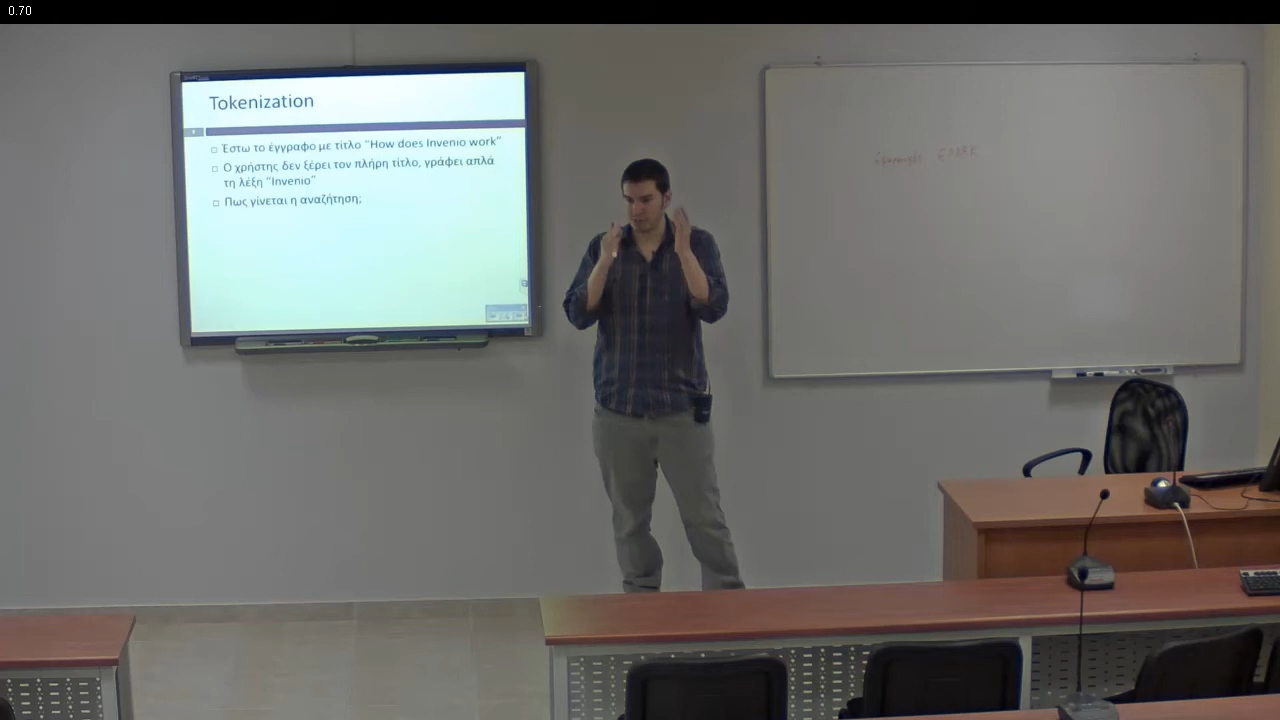 0.70
Tokenization
Έστω το έγγραφο με τίτλο “How does Invenio work”
Ο χρήστης δεν ξέρει τον πλήρη τίτλο, γράφει απλά
τη λέξη “Invenio”
Πως γίνεται η αναζήτηση;